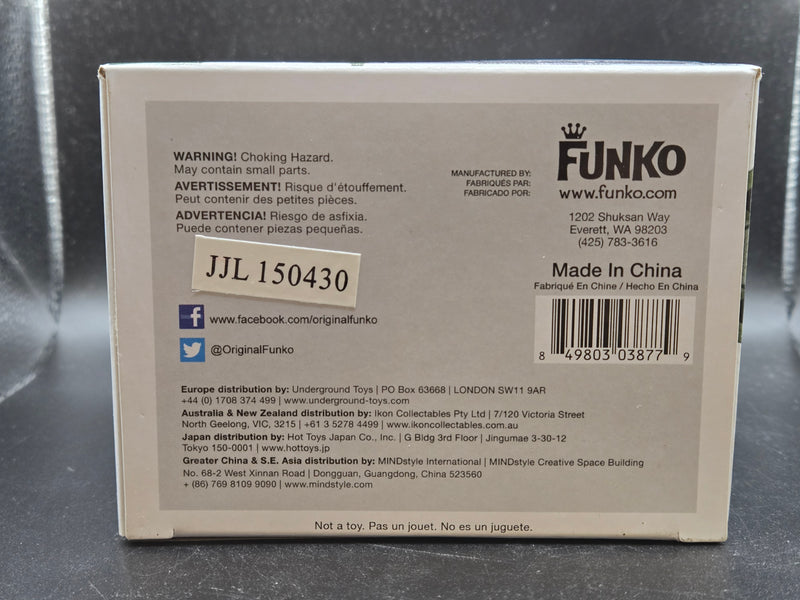 WARNING! Choking Hazard.
May contain small parts.
AVERTISSEMENT! Risque d'étouffement.
Peut contenir des petites pièces.
ADVERTENCIA! Riesgo de asfixia.
Puede contener piezas pequeñas.
JJL 150430
www.facebook.com/originalfunko
@OriginalFunko
MANUFACTURED BY:
FABRIQUÉS PAR:
FABRICADO POR:
FUNKO
www.funko.com
1202 Shuksan Way
Everett, WA 98203
(425) 783-3616
Made In China
Fabriqué En Chine / Hecho En China
8 49803 03877 9
Europe distribution by: Underground Toys | PO Box 63668 | LONDON SW11 9AR
+44 (0) 1708 374 499 | www.underground-toys.com
Australia & New Zealand distribution by: Ikon Collectables Pty Ltd | 7/120 Victoria Street
North Geelong, VIC, 3215 | +61 3 5278 4499 | www.ikoncollectables.com.au
Japan distribution by: Hot Toys Japan Co., Inc. | G Bldg 3rd Floor | Jingumae 3-30-12
Tokyo 150-0001 | www.hottoys.jp
Greater China & S.E. Asia distribution by: MINDstyle International | MINDstyle Creative Space Building
No. 68-2 West Xinnan Road | Dongguan, Guangdong, China 523560
+ (86) 769 8109 9090 | www.mindstyle.com
Not a toy. Pas un jouet. No es un juguete.